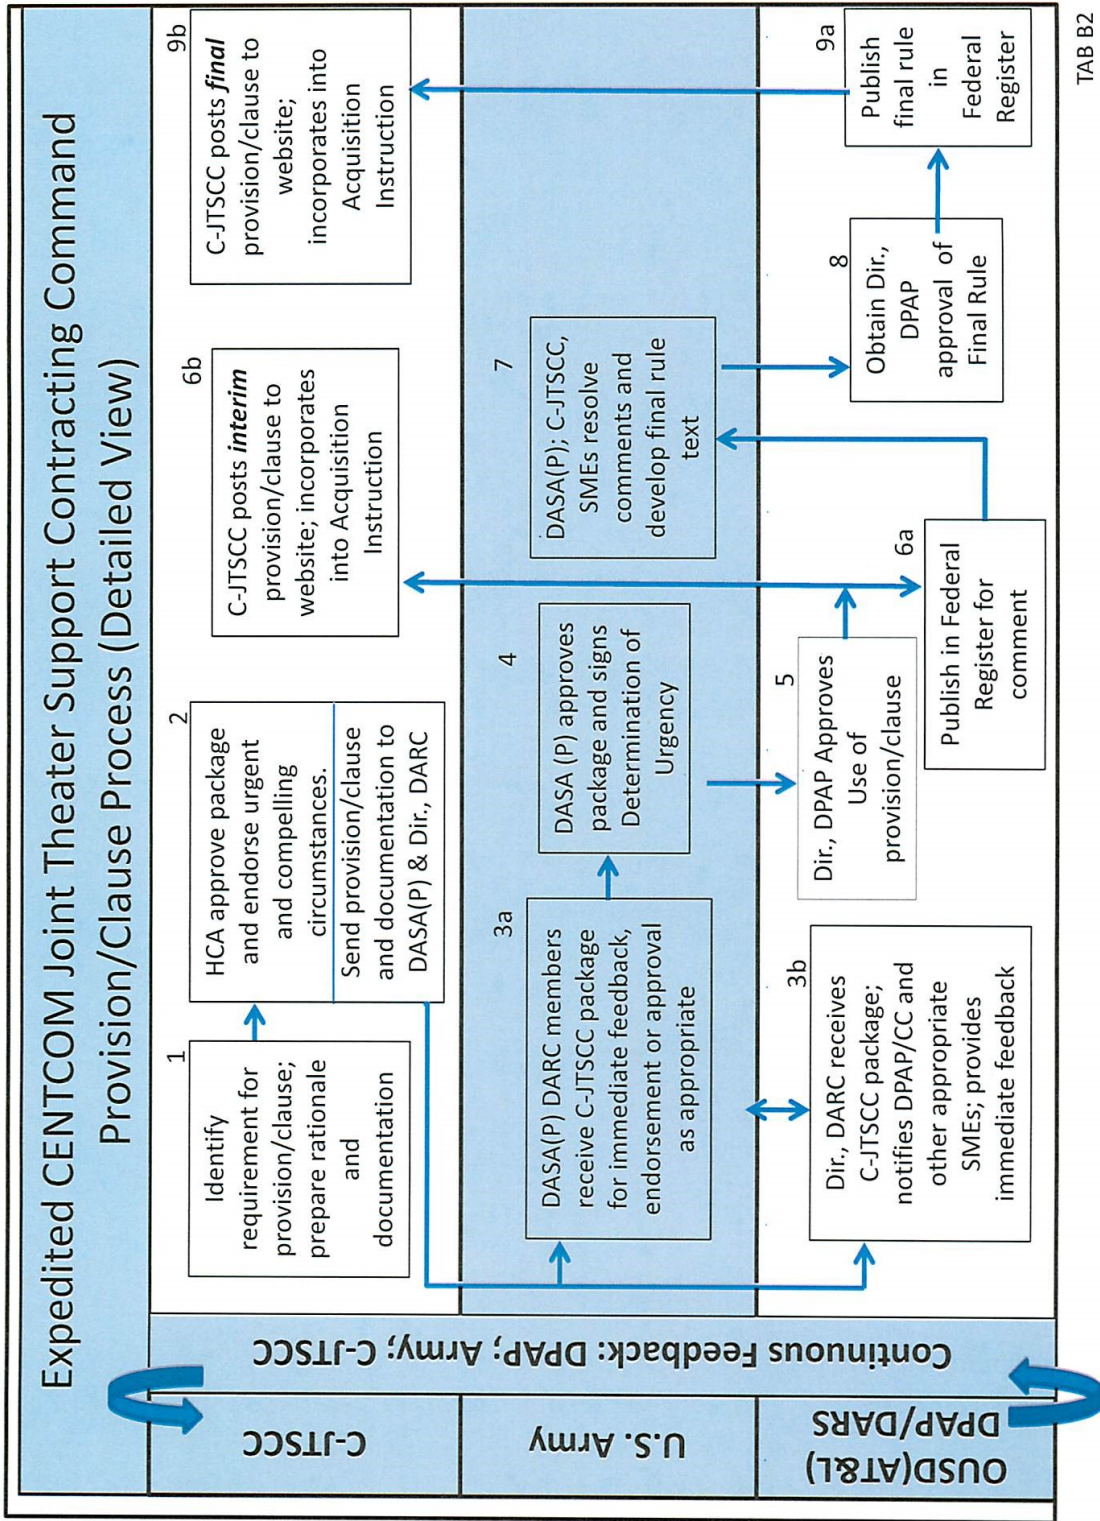 Expedited CENTCOM Joint Theater Support Contracting Command
Provision/Clause Process (Detailed View)
C-JTSCC
U.S. Army
OUSD(AT&L)
DPAP/DARS
Continuous Feedback: DPAP; Army; C-JTSCC
1
Identify
requirement for
provision/clause;
prepare rationale
and
documentation
2
HCA approve package
and endorse urgent
and compelling
circumstances.
Send provision/clause
and documentation to
DASA(P) & Dir., DARC
3a
DASA(P) DARC members
receive C-JTSCC package
for immediate feedback,
endorsement or approval
as appropriate
3b
Dir., DARC receives
C-JTSCC package;
notifies DPAP/CC and
other appropriate
SMEs; provides
immediate feedback
4
DASA (P) approves
package and signs
Determination of
Urgency
5
Dir., DPAP Approves
Use of
provision/clause
6a
Publish in Federal
Register for
comment
6b
C-JTSCC posts interim
provision/clause to
website; incorporates
into Acquisition
Instruction
7
DASA(P); C-JTSCC,
SMEs resolve
comments and
develop final rule
text
8
Obtain Dir.,
DPAP
approval of
Final Rule
9a
Publish
final rule
in
Federal
Register
9b
C-JTSCC posts final
provision/clause to
website;
incorporates into
Acquisition
Instruction
TAB B2